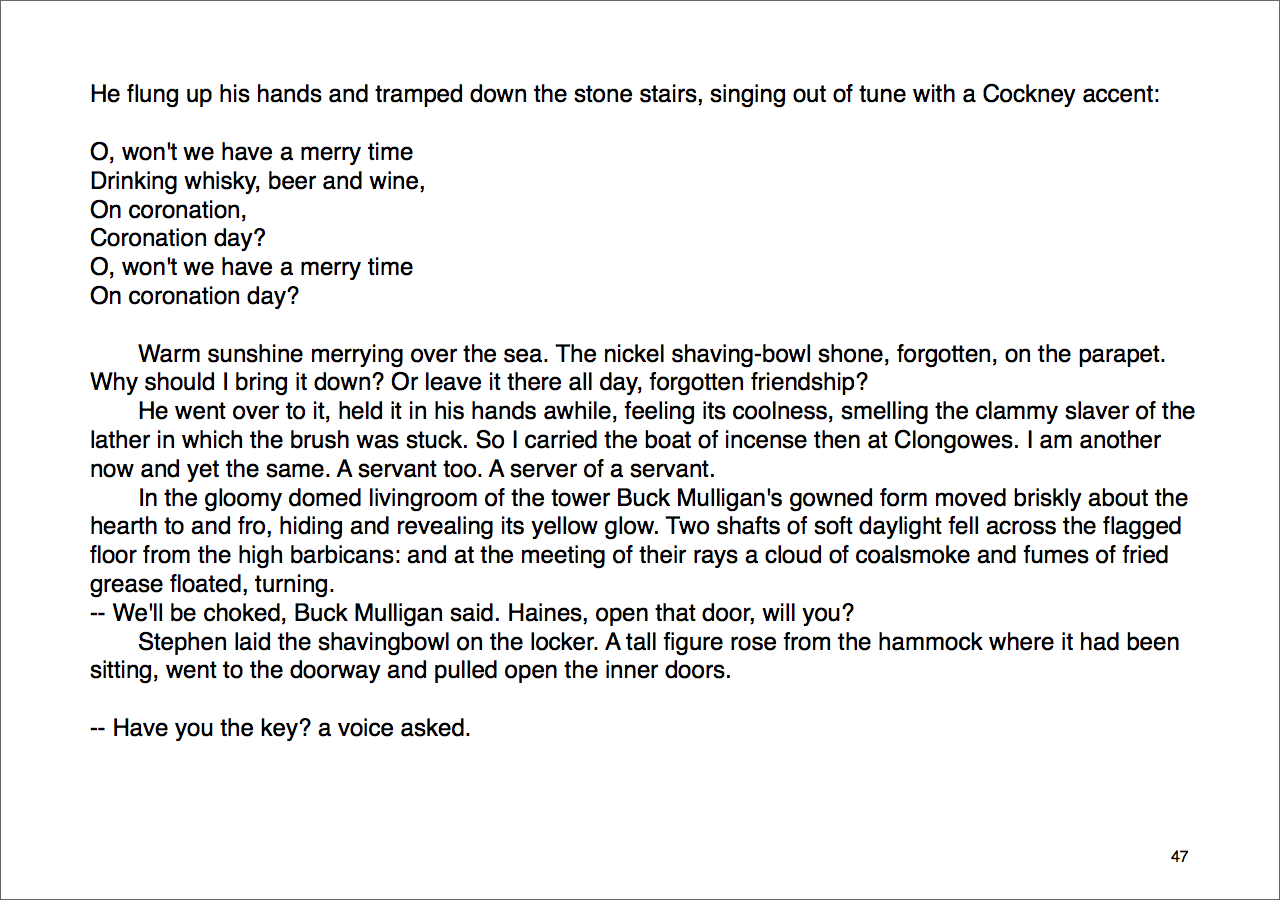 He flung up his hands and tramped down the stone stairs, singing out of tune with a Cockney accent:
O, won't we have a merry time
Drinking whisky, beer and wine,
On coronation,
Coronation day?
O, won't we have a merry time
On coronation day?
Warm sunshine merrying over the sea. The nickel shaving-bowl shone, forgotten, on the parapet.
Why should I bring it down? Or leave it there all day, forgotten friendship?
He went over to it, held it in his hands awhile, feeling its coolness, smelling the clammy slaver of the
lather in which the brush was stuck. So I carried the boat of incense then at Clongowes. I am another
now and yet the same. A servant too. A server of a servant.
In the gloomy domed livingroom of the tower Buck Mulligan's gowned form moved briskly about the
hearth to and fro, hiding and revealing its yellow glow. Two shafts of soft daylight fell across the flagged
floor from the high barbicans: and at the meeting of their rays a cloud of coalsmoke and fumes of fried
grease floated, turning.
-- We'll be choked, Buck Mulligan said. Haines, open that door, will you?
Stephen laid the shavingbowl on the locker. A tall figure rose from the hammock where it had been
sitting, went to the doorway and pulled open the inner doors.
-- Have you the key? a voice asked.
47